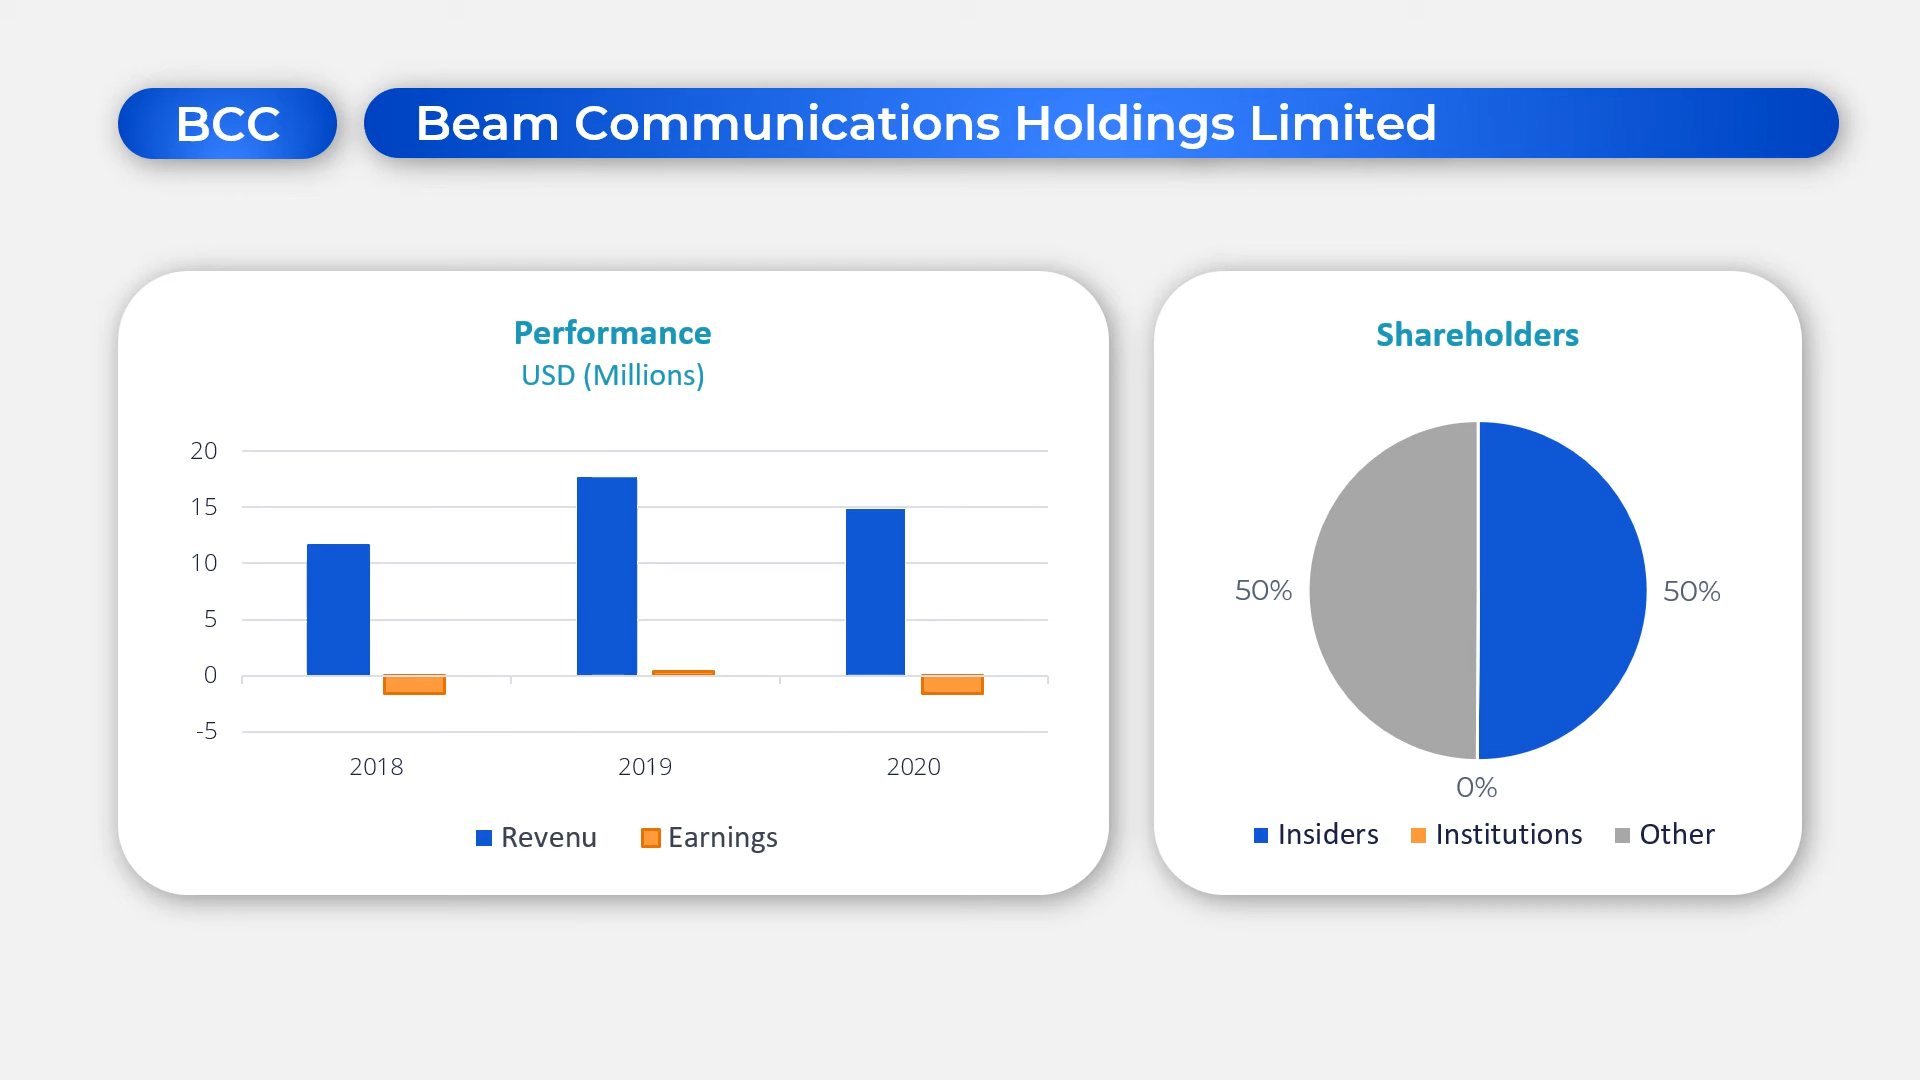 BCC
Beam Communications Holdings Limited
Performance
USD (Millions)
20
15
10
5
0
-5
2018
2019
2020
Revenu
Earnings
Shareholders
50%
50%
0%
Insiders
Institutions
Other